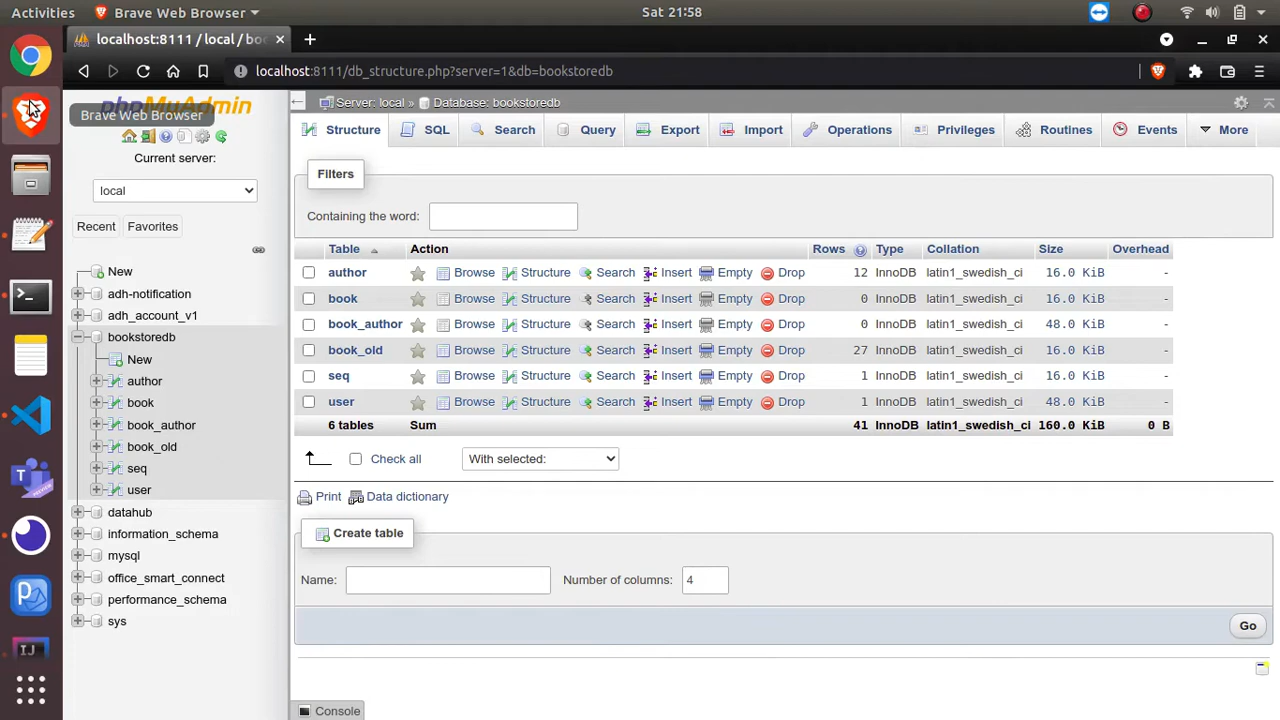 Activities Brave Web Browser Sat 21:58
localhost:8111 / local / boo
localhost:8111/db_structure.php?server=1&db=bookstoredb
phpMyAdmin
Brave Web Browser
Current server:
local
Recent Favorites
New
adh-notification
adh_account_v1
bookstoredb
New
author
book
book_author
book_old
seq
user
datahub
information_schema
mysql
office_smart_connect
performance_schema
sys
Server: local » Database: bookstoredb
Structure SQL Search Query Export Import Operations Privileges Routines Events More
Filters
Containing the word:
Table Action Rows Type Collation Size Overhead
author Browse Structure Search Insert Empty Drop 12 InnoDB latin1_swedish_ci 16.0 KiB -
book Browse Structure Search Insert Empty Drop 0 InnoDB latin1_swedish_ci 16.0 KiB -
book_author Browse Structure Search Insert Empty Drop 0 InnoDB latin1_swedish_ci 48.0 KiB -
book_old Browse Structure Search Insert Empty Drop 27 InnoDB latin1_swedish_ci 16.0 KiB -
seq Browse Structure Search Insert Empty Drop 1 InnoDB latin1_swedish_ci 16.0 KiB -
user Browse Structure Search Insert Empty Drop 1 InnoDB latin1_swedish_ci 48.0 KiB -
6 tables Sum 41 InnoDB latin1_swedish_ci 160.0 KiB 0 B
Check all With selected:
Print Data dictionary
Create table
Name: Number of columns: 4
Go
Console